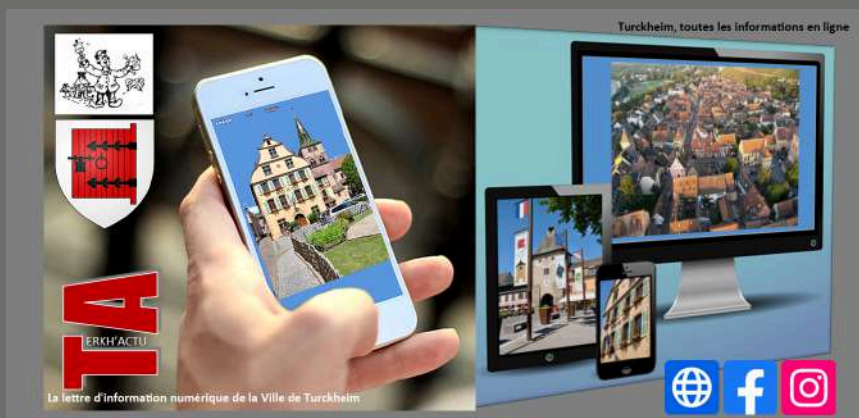 Turckheim, toutes les informations en ligne
TA
ERKH'ACTU
La lettre d'information numérique de la Ville de Turckheim